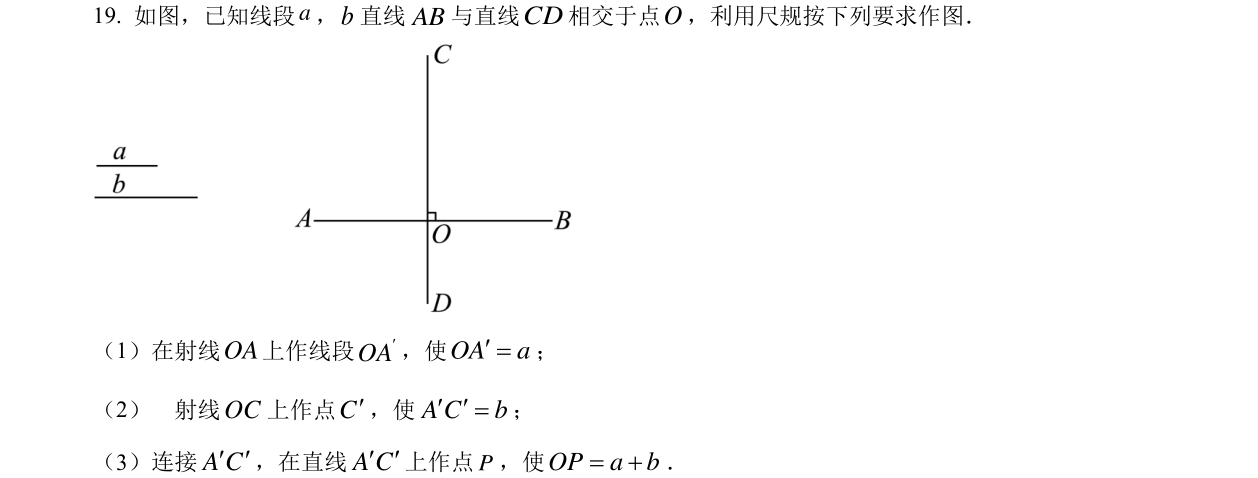 19. 如图，已知线段a，b直线AB与直线CD相交于点O，利用尺规按下列要求作图．
C
a
b
A
B
O
D
（1）在射线OA上作线段OA′，使OA′=a；
（2） 射线OC上作点C′，使A′C′=b；
（3）连接A′C′，在直线A′C′上作点P，使OP=a+b．